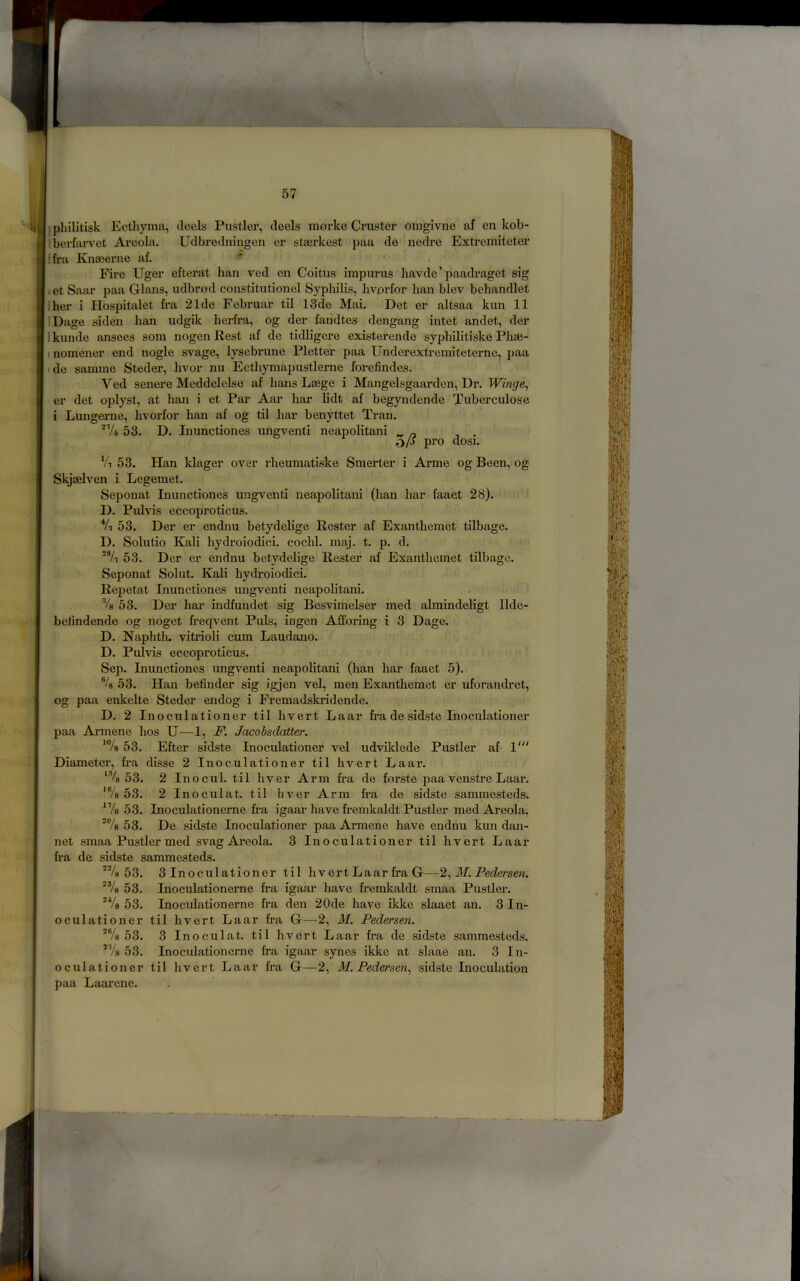 57
philitisk Ecthyma, deels Pustler, deels mørke Cruster omgivne af en kob-
berfarvet Areola. Udbredningen er stærkest paa de nedre Extremiteter
fra Knæerne af.
Fire Uger efterat han ved en Coitus impurus havde paadraget sig
et Saar paa Glans, udbrød constitutionel Syphilis, hvorfor han blev behandlet
her i Hospitalet fra 21de Februar til 13de Mai. Det er altsaa kun 11
Dage siden han udgik herfra, og der fandtes dengang intet andet, der
kunde ansees som nogen Rest af de tidligere existerende syphilitiske Phæ-
nomener end nogle svage, lysebrune Pletter paa Underextremiteterne, paa
de samme Steder, hvor nu Ecthymapustlerne forefindes.
Ved senere Meddelelse af hans Læge i Mangelsgaarden, Dr. Winge,
er det oplyst, at han i et Par Aar har lidt af begyndende Tuberculose
i Lungerne, hvorfor han af og til har benyttet Tran.
27/5 53. D. Inunctiones ungventi neapolitani
ʒβ pro dosi.
1/7 53. Han klager over rheumatiske Smerter i Arme og Been, og
Skjælven i Legemet.
Seponat Inunctiones ungventi neapolitani (han har faaet 28).
D. Pulvis eccoproticus.
4/7 53. Der er endnu betydelige Rester af Exanthemet tilbage.
D. Solutio Kali hydroiodici. cochl. maj. t. p. d.
28/7 53. Der er endnu betydelige Rester af Exanthemet tilbage.
Seponat Solut. Kali hydroiodici.
Repetat Inunctiones ungventi neapolitani.
3/8 53. Der har indfundet sig Besvimelser med almindeligt Ilde-
befindende og noget freqvent Puls, ingen Afføring i 3 Dage.
D. Naphth. vitrioli cum Laudano.
D. Pulvis eccoproticus.
Sep. Inunctiones ungventi neapolitani (han har faaet 5).
6/8 53. Han befinder sig igjen vel, men Exanthemet er uforandret,
og paa enkelte Steder endog i Fremadskridende.
D. 2 Inoculationer til hvert Laar fra de sidste Inoculationer
paa Armene hos U—1, F. Jacobsdatter.
10/8 53. Efter sidste Inoculationer vel udviklede Pustler af 1'''
Diameter, fra disse 2 Inoculationer til hvert Laar.
13/8 53. 2 Inocul. til hver Arm fra de første paa venstre Laar.
16/8 53. 2 Inoculat. til hver Arm fra de sidste sammesteds.
17/8 53. Inoculationerne fra igaar have fremkaldt Pustler med Areola.
20/8 53. De sidste Inoculationer paa Armene have endnu kun dan-
net smaa Pustler med svag Areola. 3 Inoculationer til hvert Laar
fra de sidste sammesteds.
22/8 53. 3 Inoculationer til hvert Laar fra G—2, M. Pedersen.
23/8 53. Inoculationerne fra igaar have fremkaldt smaa Pustler.
24/8 53. Inoculationerne fra den 20de have ikke slaaet an. 3 In-
oculationer til hvert Laar fra G—2, M. Pedersen.
26/8 53. 3 Inoculat. til hvert Laar fra de sidste sammesteds.
27/8 53. Inoculationerne fra igaar synes ikke at slaae an. 3 In-
oculationer til hvert Laar fra G—2, M. Pedersen, sidste Inoculation
paa Laarene.